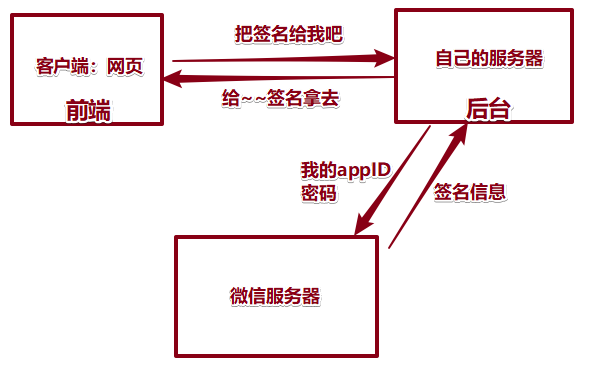 把签名给我吧
客户端：网页
前端
给~~签名拿去
自己的服务器
后台
我的appID
密码
签名信息
微信服务器